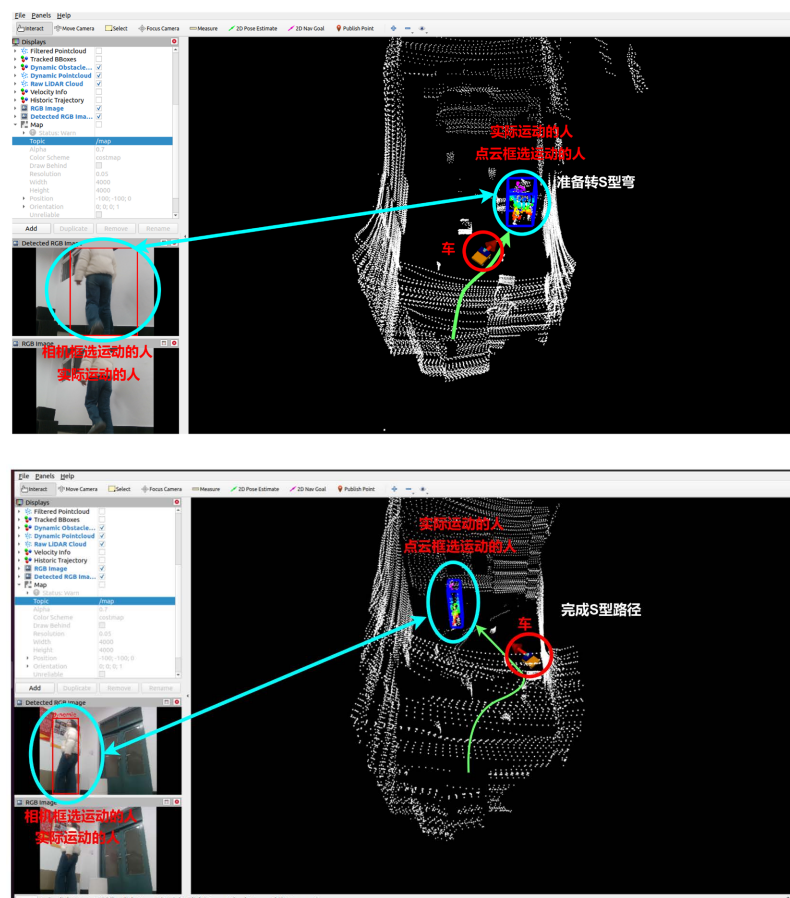 File Panels Help
Interact Move Camera Select Focus Camera Measure 2D Pose Estimate 2D Nav Goal Publish Point
Displays
Filtered Pointcloud
Tracked BBoxes
Dynamic Obstacle...
Dynamic Pointcloud
Raw LIDAR Cloud
Velocity Info
Historic Trajectory
RGB Image
Detected RGB Ima...
Map
Status: Warn
Topic /map
Alpha 0.7
Color Scheme costmap
Draw Behind
Resolution 0.05
Width 4000
Height 4000
Position -100; -100; 0
Orientation 0; 0; 0; 1
Unreliable
Add Duplicate Remove Rename
Detected RGB Image
RGB Image
相机框选运动的人
实际运动的人
实际运动的人
点云框选运动的人
准备转S型弯
车
File Panels Help
Interact Move Camera Select Focus Camera Measure 2D Pose Estimate 2D Nav Goal Publish Point
Displays
Filtered Pointcloud
Tracked BBoxes
Dynamic Obstacle...
Dynamic Pointcloud
Raw LIDAR Cloud
Velocity Info
Historic Trajectory
RGB Image
Detected RGB Ima...
Map
Status: Warn
Topic /map
Alpha 0.7
Color Scheme costmap
Draw Behind
Resolution 0.05
Width 4000
Height 4000
Position -100; -100; 0
Orientation 0; 0; 0; 1
Unreliable
Add Duplicate Remove Rename
Detected RGB Image
dynamic
RGB Image
相机框选运动的人
实际运动的人
实际运动的人
点云框选运动的人
完成S型路径
车